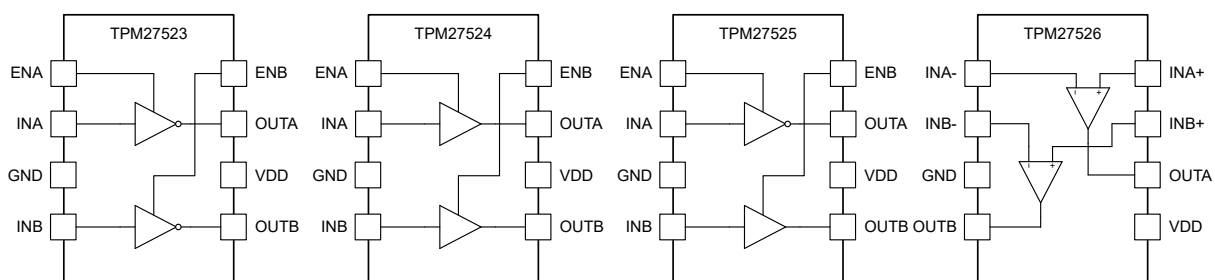 TPM27523
ENA
ENB
INA
OUTA
GND
VDD
INB
OUTB
TPM27524
ENA
ENB
INA
OUTA
GND
VDD
INB
OUTB
TPM27525
ENA
ENB
INA
OUTA
GND
VDD
INB
OUTB
TPM27526
INA-
INA+
- +
INB-
INB+
- +
GND
OUTA
OUTB
VDD